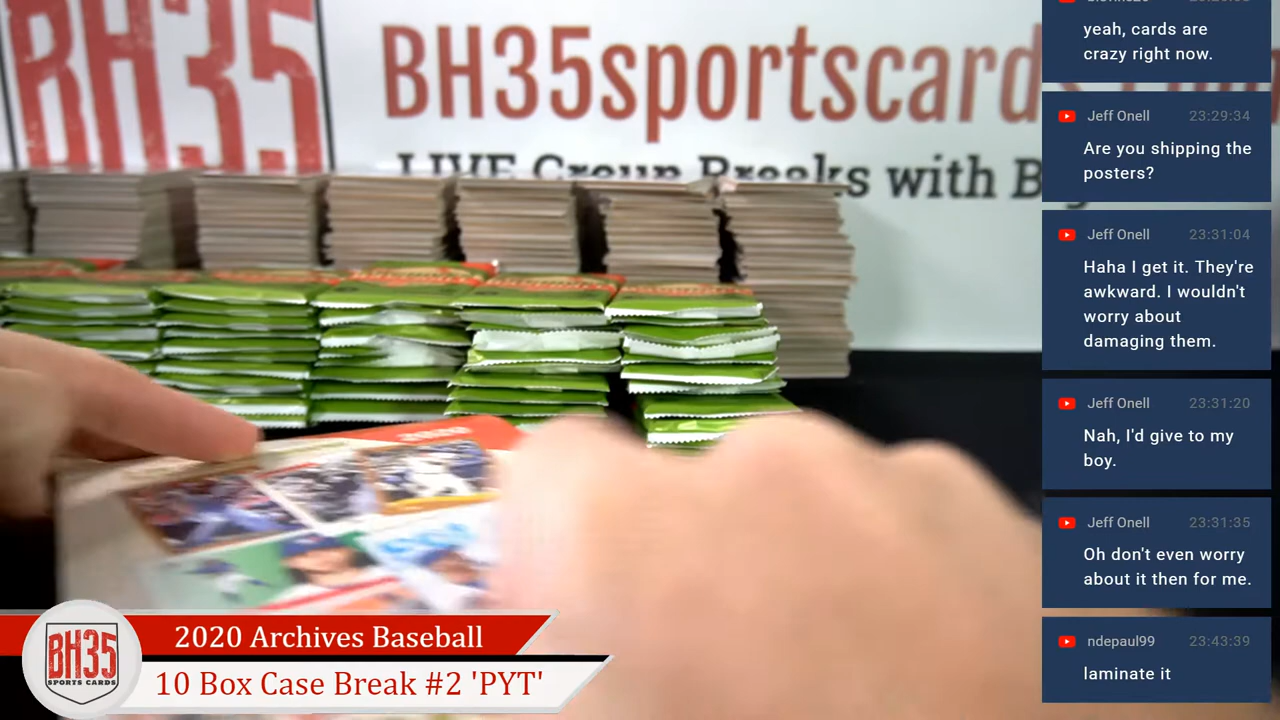 BH35
BH35sportscard
LIVE Group Breaks with B
yeah, cards are
crazy right now.
Jeff Onell 23:29:34
Are you shipping the
posters?
Jeff Onell 23:31:04
Haha I get it. They're
awkward. I wouldn't
worry about
damaging them.
Jeff Onell 23:31:20
Nah, I'd give to my
boy.
Jeff Onell 23:31:35
Oh don't even worry
about it then for me.
ndepaul99 23:43:39
laminate it
2020
BH35
SPORTS CARDS
2020 Archives Baseball
10 Box Case Break #2 'PYT'